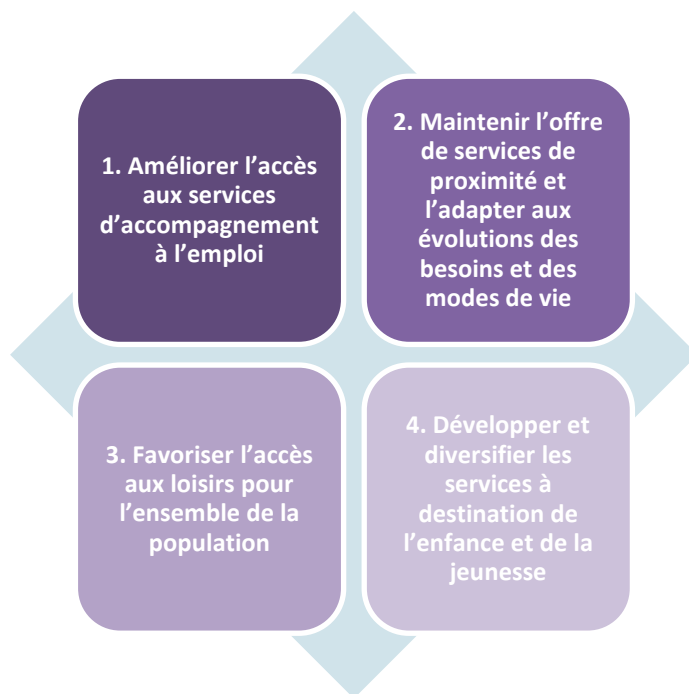 1. Améliorer l’accès
aux services
d’accompagnement
à l’emploi
2. Maintenir l’offre
de services de
proximité et
l’adapter aux
évolutions des
besoins et des
modes de vie
3. Favoriser l’accès
aux loisirs pour
l’ensemble de la
population
4. Développer et
diversifier les
services à
destination de
l’enfance et de la
jeunesse